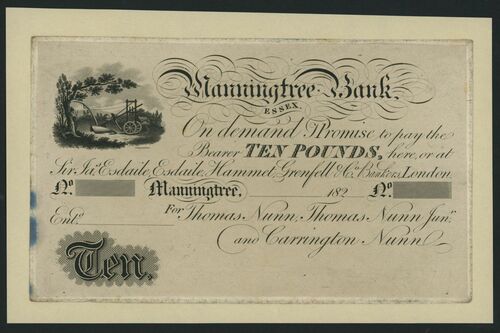 Manningtree Bank.
ESSEX.
On demand I Promise to pay the
Bearer TEN POUNDS, here, or at
Sir Jas. Esdaile, Esdaile, Hammet, Grenfell & Co. Bankers, London.
No. Manningtree, 182 No.
Entd. For Thomas Nunn, Thomas Nunn Junr.
and Carrington Nunn
Ten,